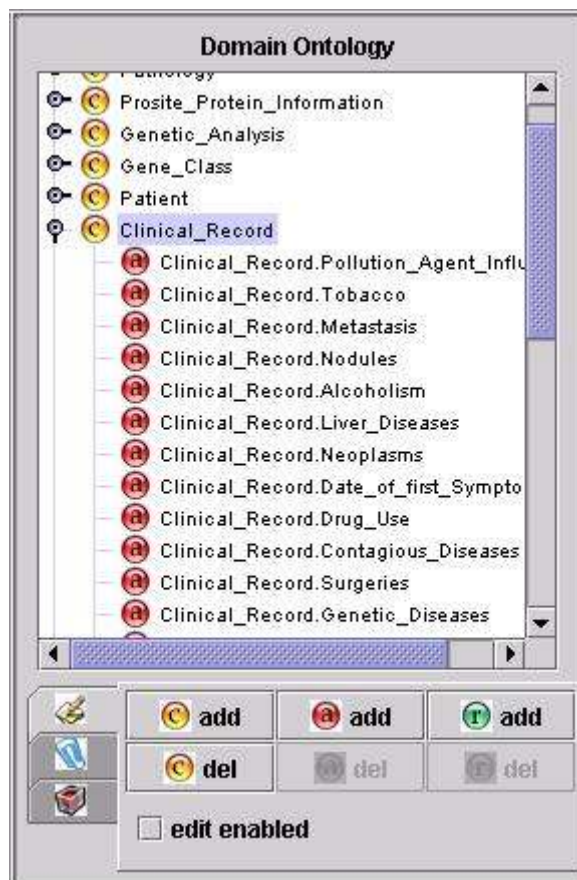 Domain Ontology
Pathology
Prosite_Protein_Information
Genetic_Analysis
Gene_Class
Patient
Clinical_Record
Clinical_Record.Pollution_Agent_Influ
Clinical_Record.Tobacco
Clinical_Record.Metastasis
Clinical_Record.Nodules
Clinical_Record.Alcoholism
Clinical_Record.Liver_Diseases
Clinical_Record.Neoplasms
Clinical_Record.Date_of_first_Sympto
Clinical_Record.Drug_Use
Clinical_Record.Contagious_Diseases
Clinical_Record.Surgeries
Clinical_Record.Genetic_Diseases
c add a add r add
c del a del r del
edit enabled